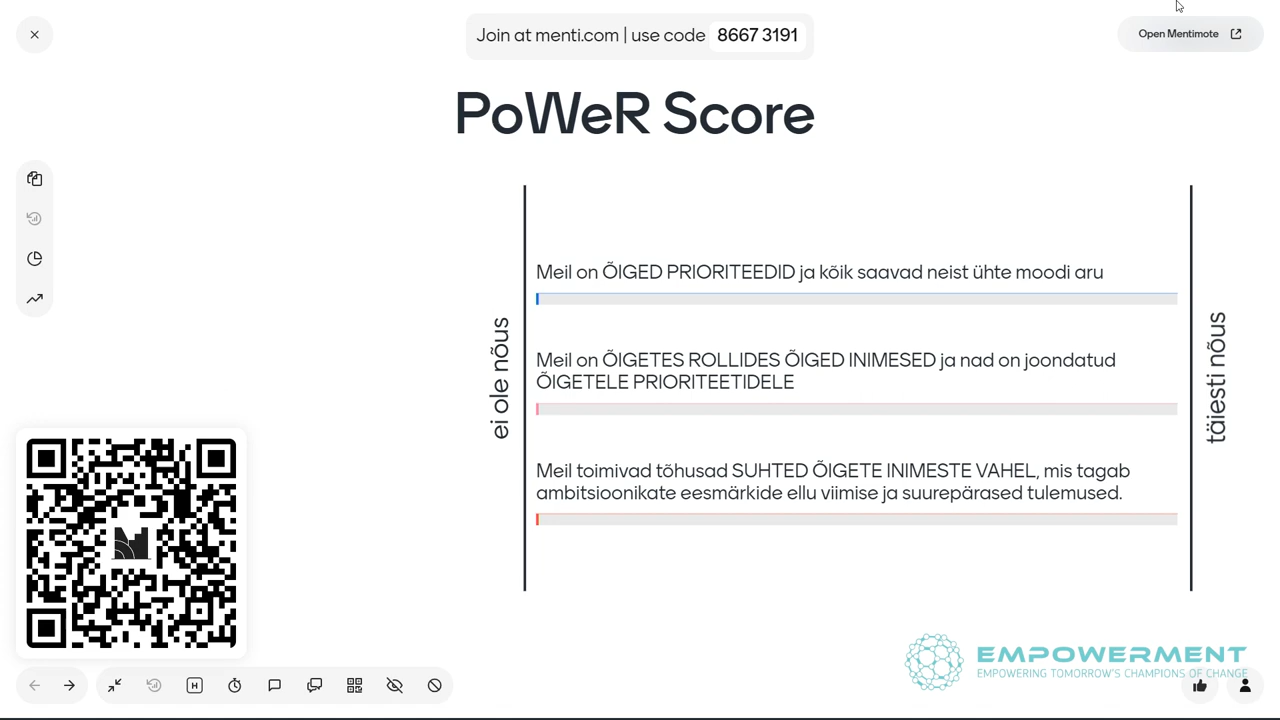 Join at menti.com | use code 8667 3191
Open Mentimote
PoWeR Score
ei ole nõus
Meil on ÕIGED PRIORITEEDID ja kõik saavad neist ühte moodi aru
Meil on ÕIGETES ROLLIDES ÕIGED INIMESED ja nad on joondatud
ÕIGETELE PRIORITEETIDELE
Meil toimivad tõhusad SUHTED ÕIGETE INIMESTE VAHEL, mis tagab
ambitsioonikate eesmärkide ellu viimise ja suurepärased tulemused.
täiesti nõus
H
EMPOWERMENT
EMPOWERING TOMORROW'S CHAMPIONS OF CHANGE